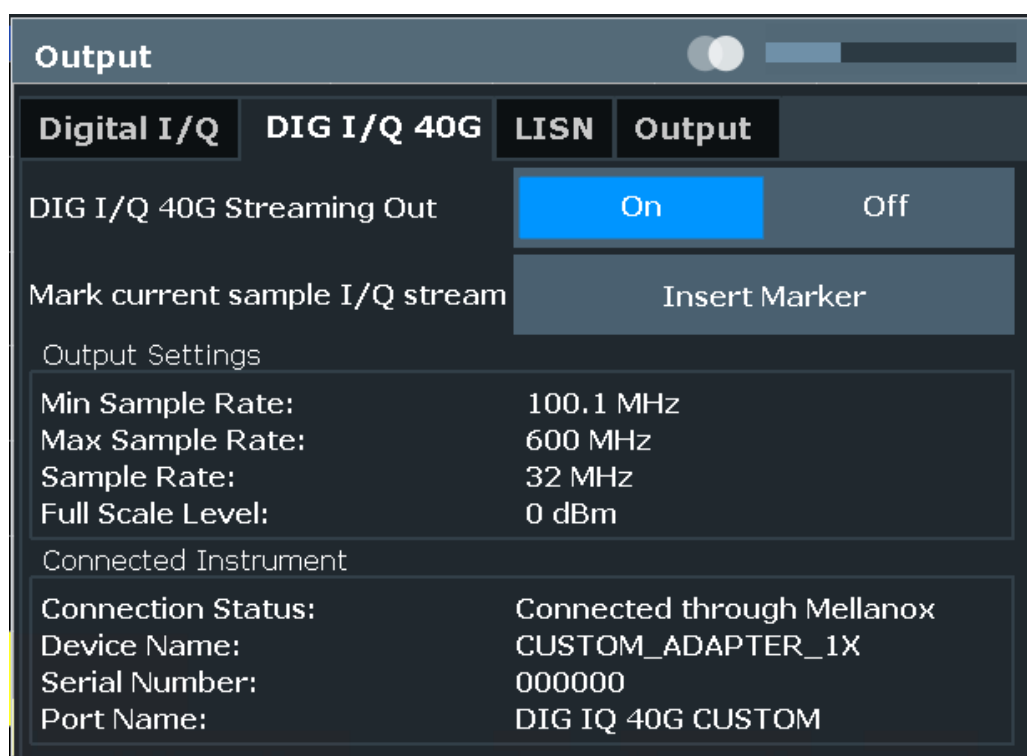 Output
Digital I/Q DIG I/Q 40G LISN Output
DIG I/Q 40G Streaming Out On Off
Mark current sample I/Q stream Insert Marker
Output Settings
Min Sample Rate: 100.1 MHz
Max Sample Rate: 600 MHz
Sample Rate: 32 MHz
Full Scale Level: 0 dBm
Connected Instrument
Connection Status: Connected through Mellanox
Device Name: CUSTOM_ADAPTER_1X
Serial Number: 000000
Port Name: DIG IQ 40G CUSTOM